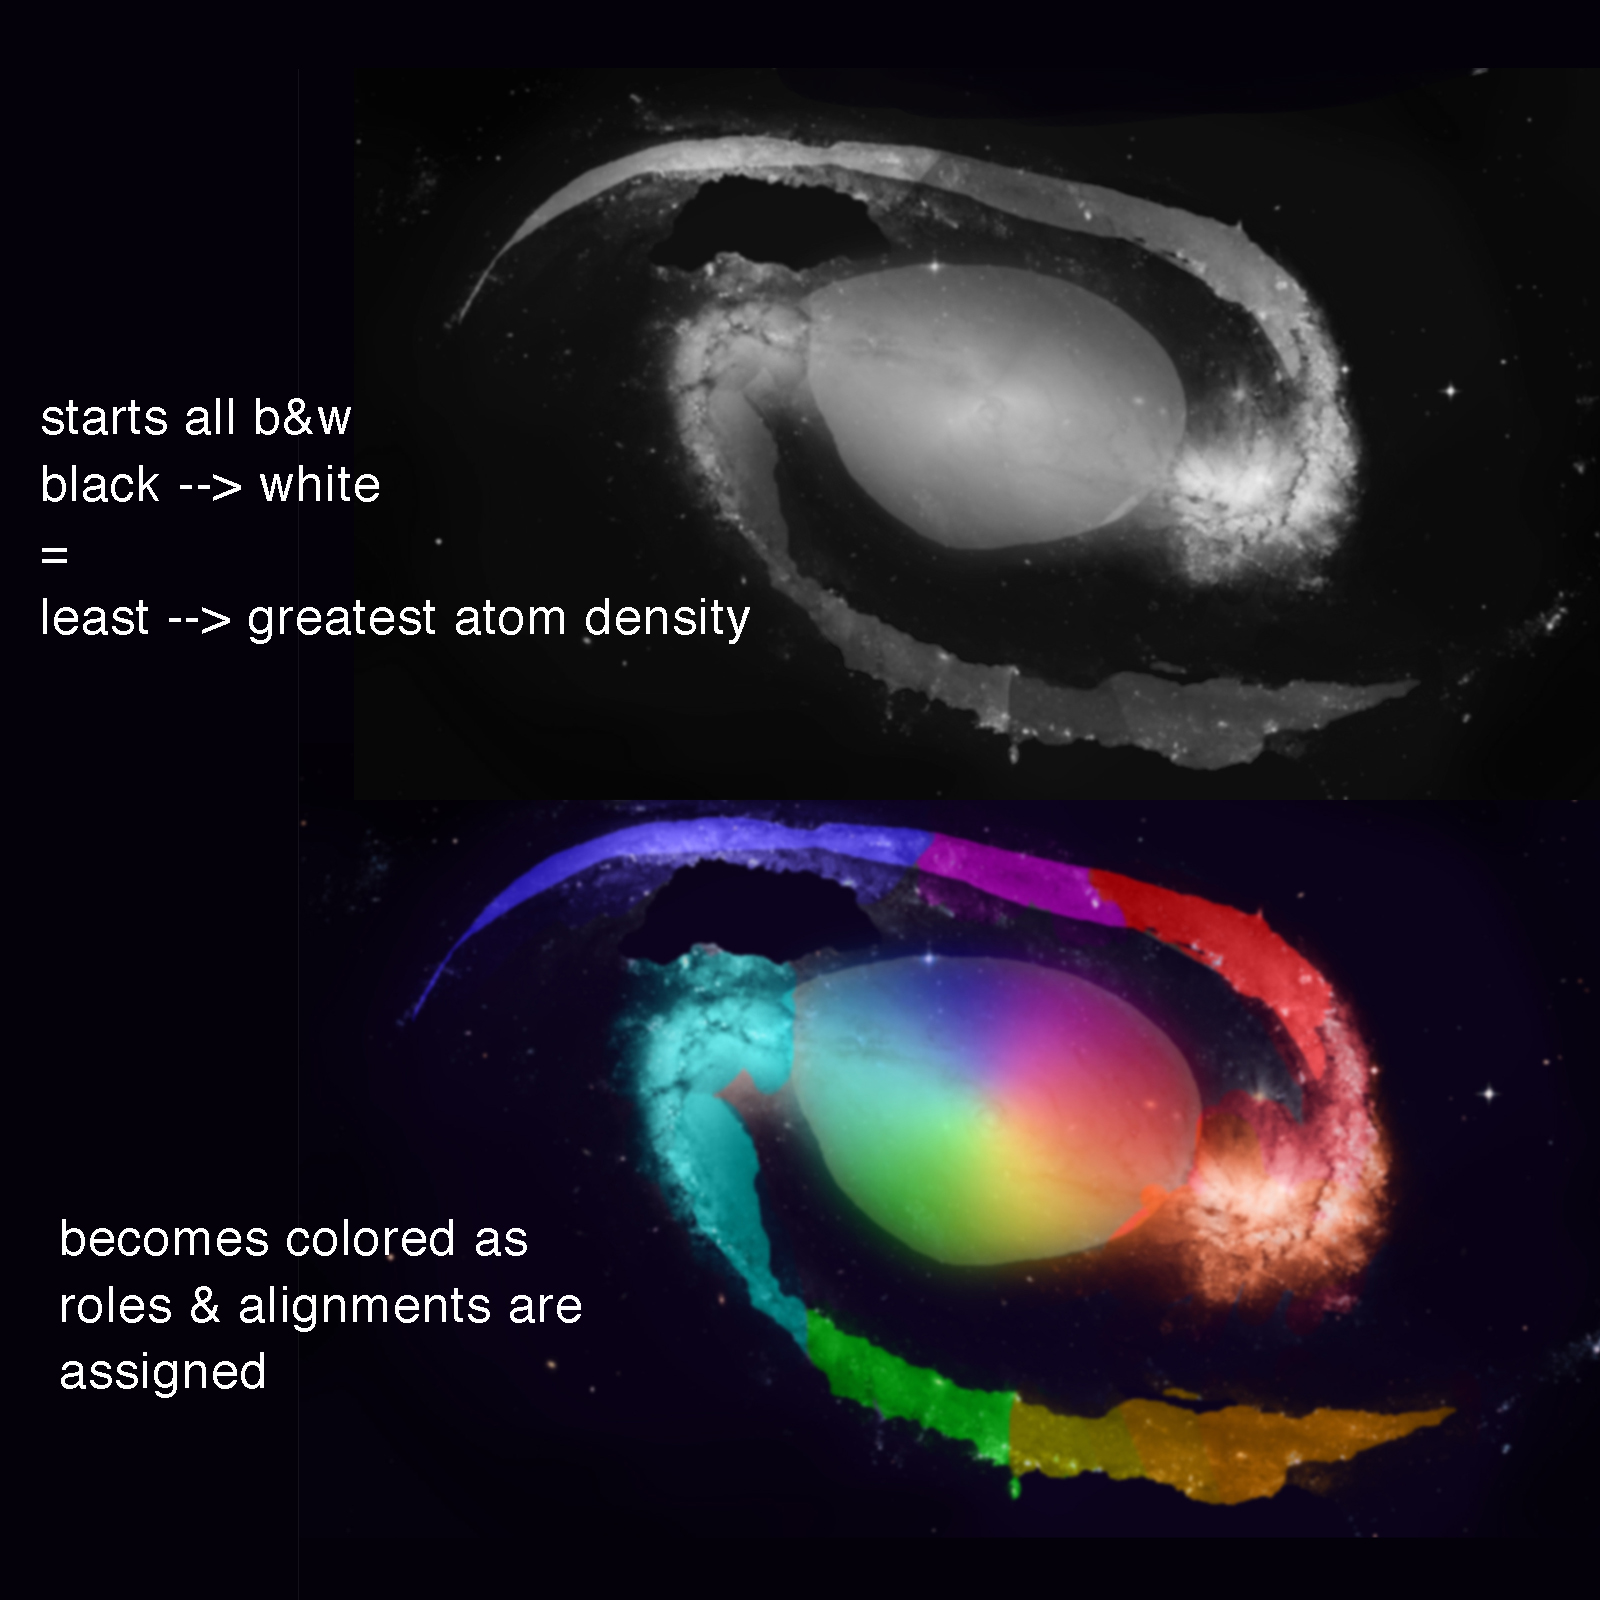 starts all b&w
black --> white
=
least --> greatest atom density
becomes colored as
roles & alignments are
assigned